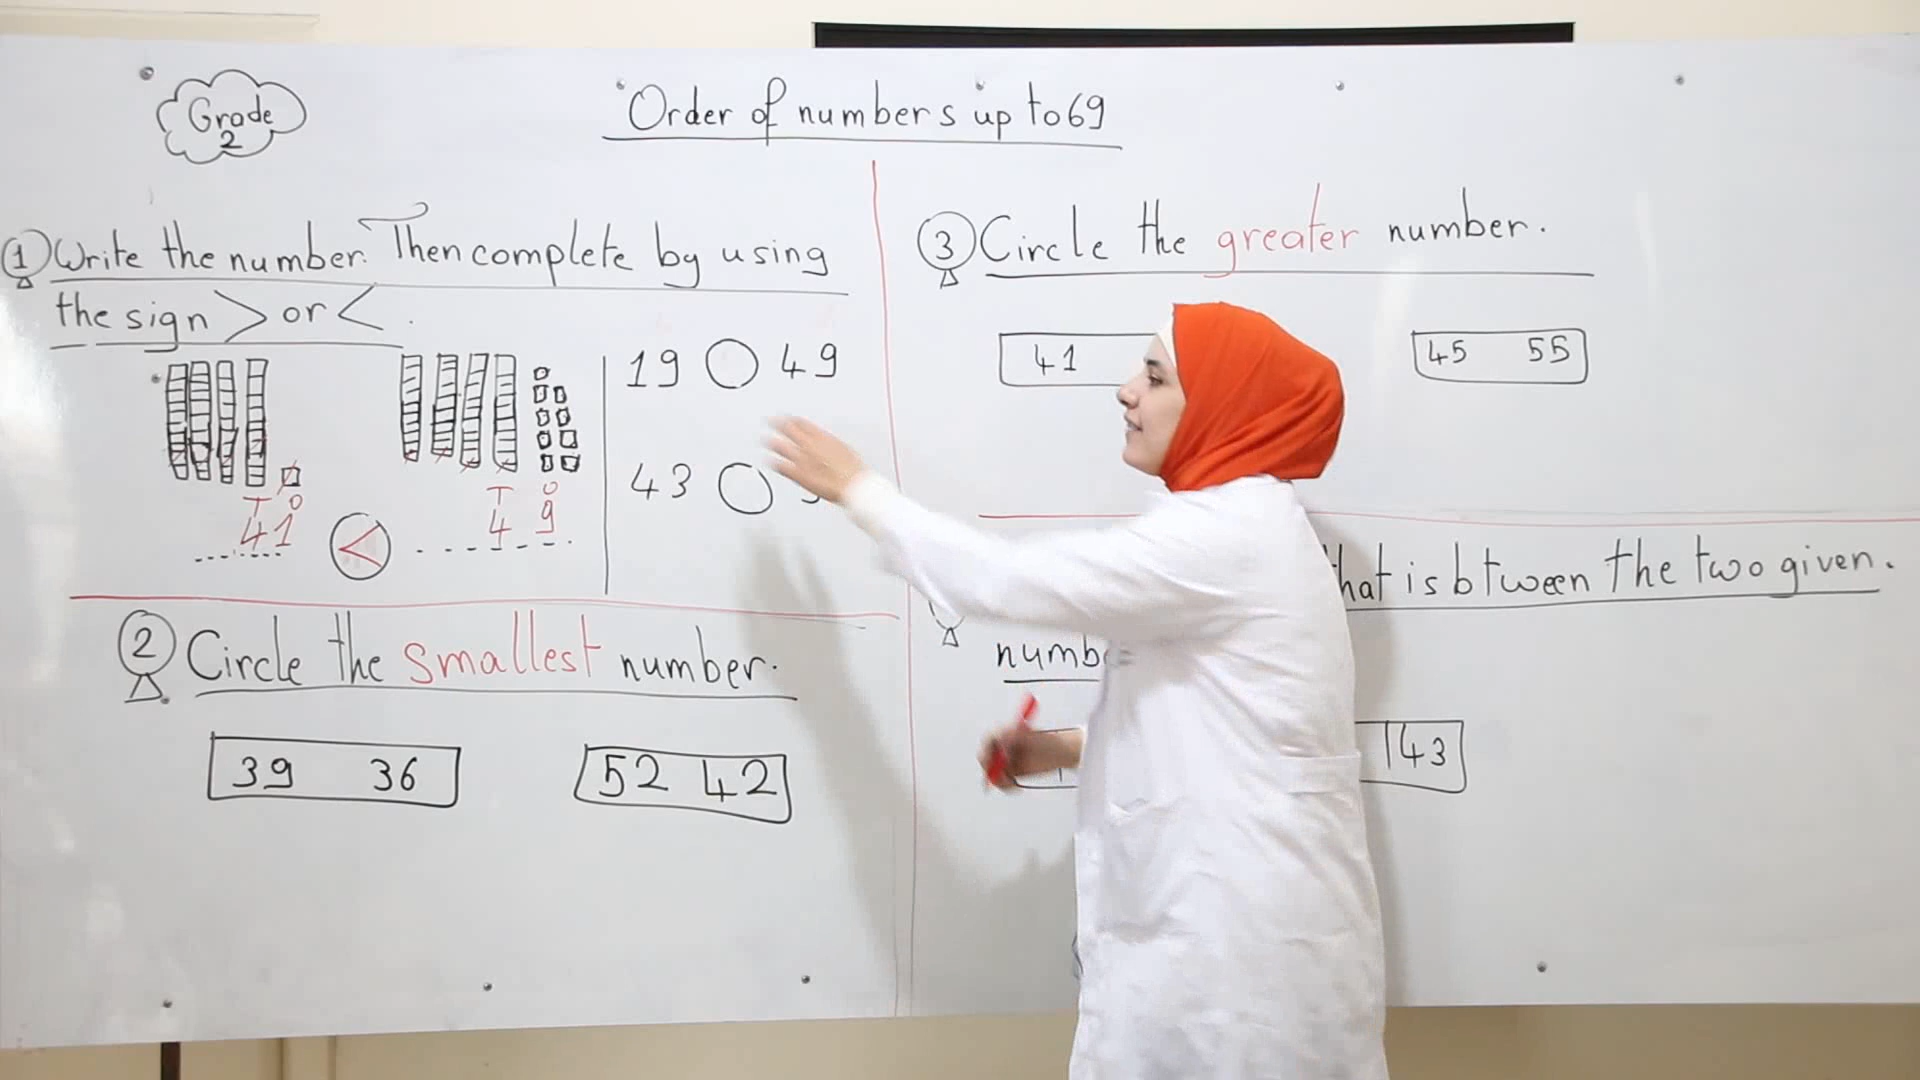 Grade
2
Order of numbers up to 69
1 Write the number. Then complete by using
the sign > or < .
19 49
43
T O
41 < T O
4 9
2 Circle the smallest number.
39 36
52 42
3 Circle the greater number.
41
45 55
that is btween the two given.
43